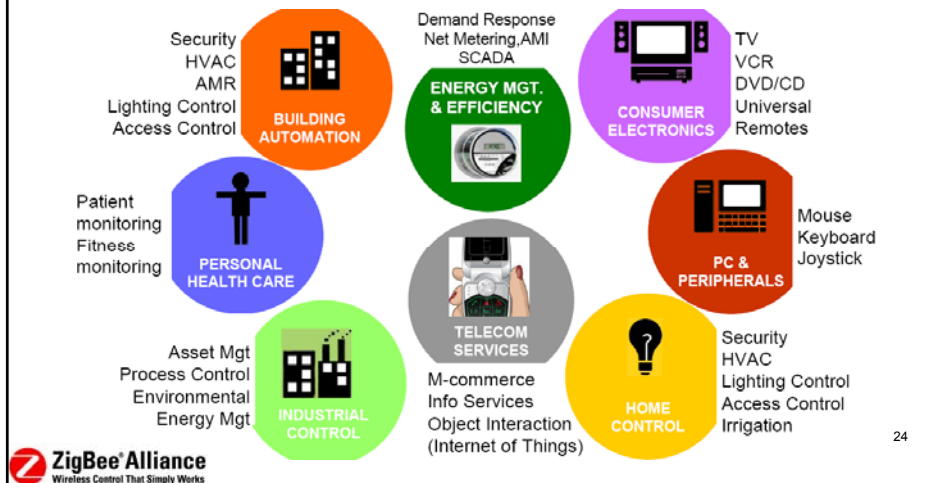 Security
HVAC
AMR
Lighting Control
Access Control
BUILDING
AUTOMATION
Demand Response
Net Metering,AMI
SCADA
ENERGY MGT.
& EFFICIENCY
CONSUMER
ELECTRONICS
TV
VCR
DVD/CD
Universal
Remotes
Patient
monitoring
Fitness
monitoring
PERSONAL
HEALTH CARE
TELECOM
SERVICES
M-commerce
Info Services
Object Interaction
(Internet of Things)
PC &
PERIPHERALS
Mouse
Keyboard
Joystick
Asset Mgt
Process Control
Environmental
Energy Mgt
INDUSTRIAL
CONTROL
?
HOME
CONTROL
Security
HVAC
Lighting Control
Access Control
Irrigation
24
ZigBee® Alliance
Wireless Control That Simply Works